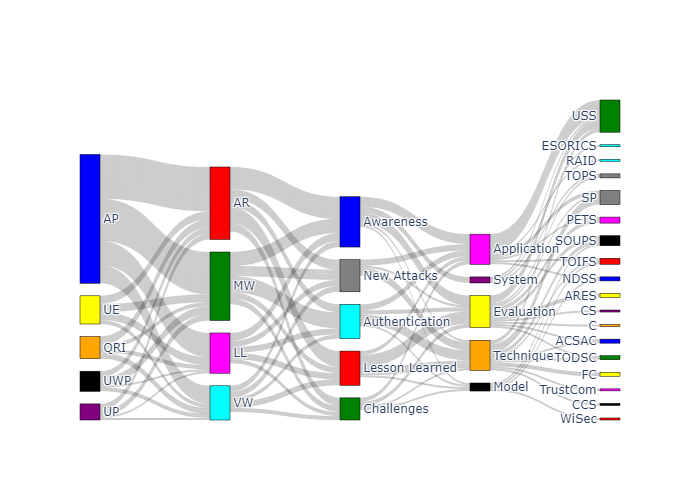 AP
UE
QRI
UWP
UP
AR
MW
LL
VW
Awareness
New Attacks
Authentication
Lesson Learned
Challenges
Application
System
Evaluation
Technique
Model
USS
ESORICS
RAID
TOPS
SP
PETS
SOUPS
TOIFS
NDSS
ARES
CS
C
ACSAC
TODSC
FC
TrustCom
CCS
WiSec